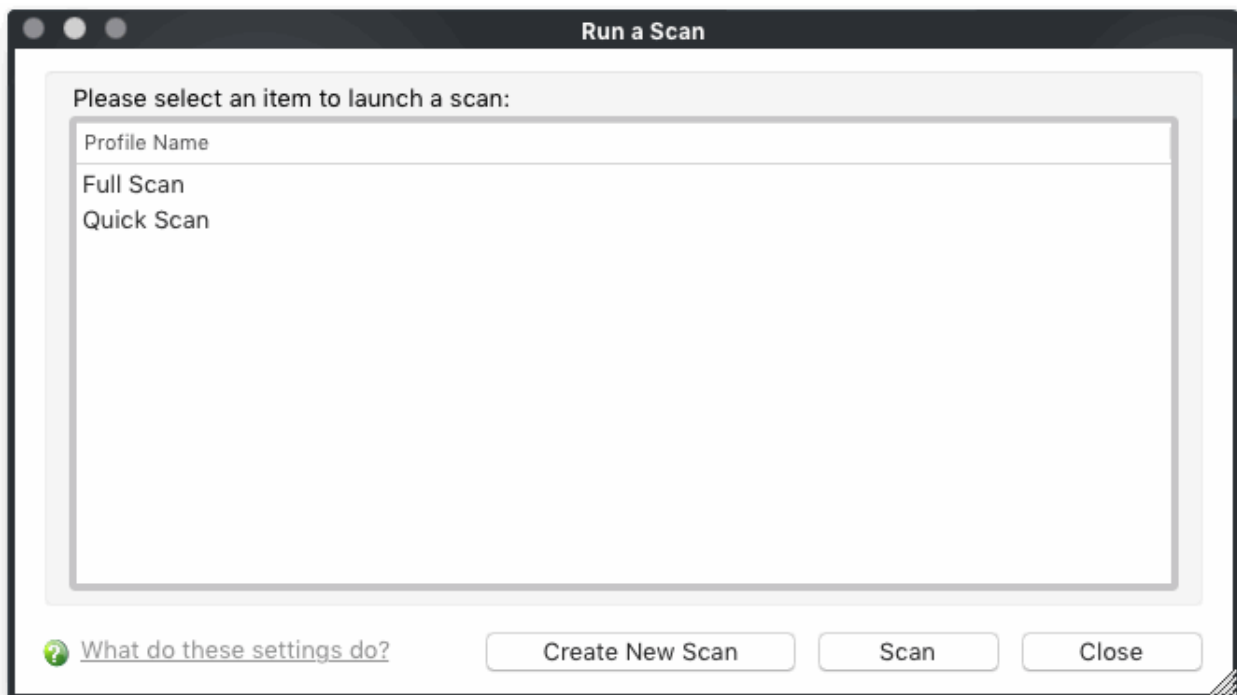 Run a Scan
Please select an item to launch a scan:
Profile Name
Full Scan
Quick Scan
What do these settings do?
Create New Scan
Scan
Close